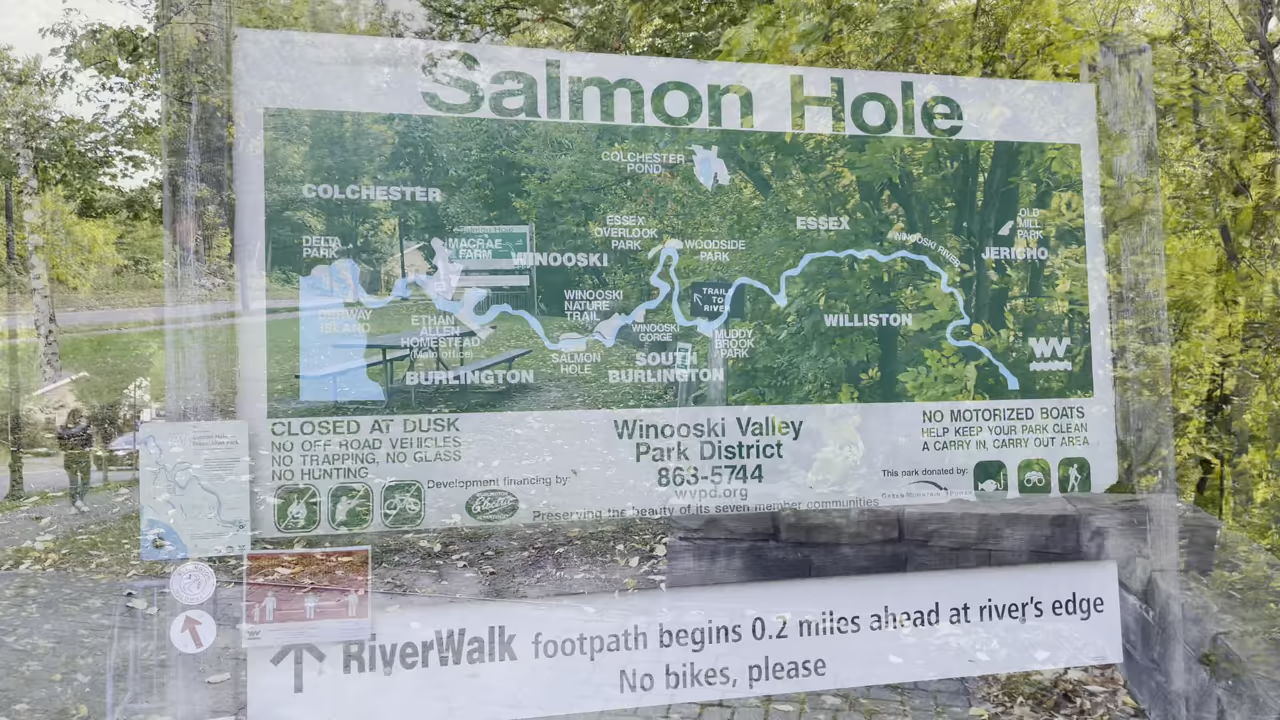 Salmon Hole
COLCHESTER
POND
COLCHESTER
ESSEX
OVERLOOK
PARK
ESSEX
OLD
MILL
PARK
DELTA
PARK
MACRAE
FARM
WINOOSKI
WOODSIDE
PARK
WINOOSKI RIVER
JERICHO
WINOOSKI
NATURE
TRAIL
TRAIL
TO
RIVER
DERWAY
ISLAND
ETHAN
ALLEN
HOMESTEAD
(Main office)
WINOOSKI
GORGE
MUDDY
BROOK
PARK
WILLISTON
SALMON
HOLE
SOUTH
BURLINGTON
BURLINGTON
WV
CLOSED AT DUSK
NO OFF ROAD VEHICLES
NO TRAPPING, NO GLASS
NO HUNTING
Development financing by:
Winooski Valley
Park District
863-5744
wvpd.org
NO MOTORIZED BOATS
HELP KEEP YOUR PARK CLEAN
A CARRY IN, CARRY OUT AREA
This park donated by:
Preserving the beauty of its seven member communities
RiverWalk footpath begins 0.2 miles ahead at river's edge
No bikes, please